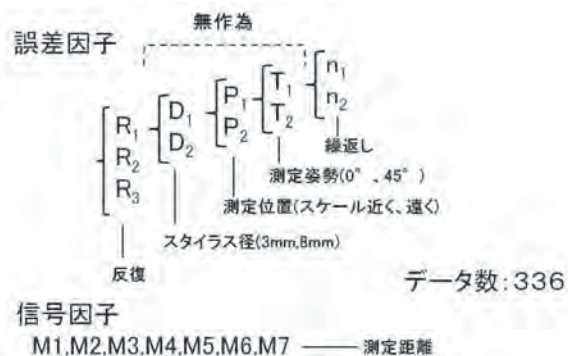 無作為
誤差因子
R1
R2
R3
D1
D2
P1
P2
T1
T2
n1
n2
繰返し
測定姿勢(0°、45°)
測定位置(スケール近く、遠く)
スタイラス径(3mm,8mm)
反復
データ数:336
信号因子
M1,M2,M3,M4,M5,M6,M7 測定距離